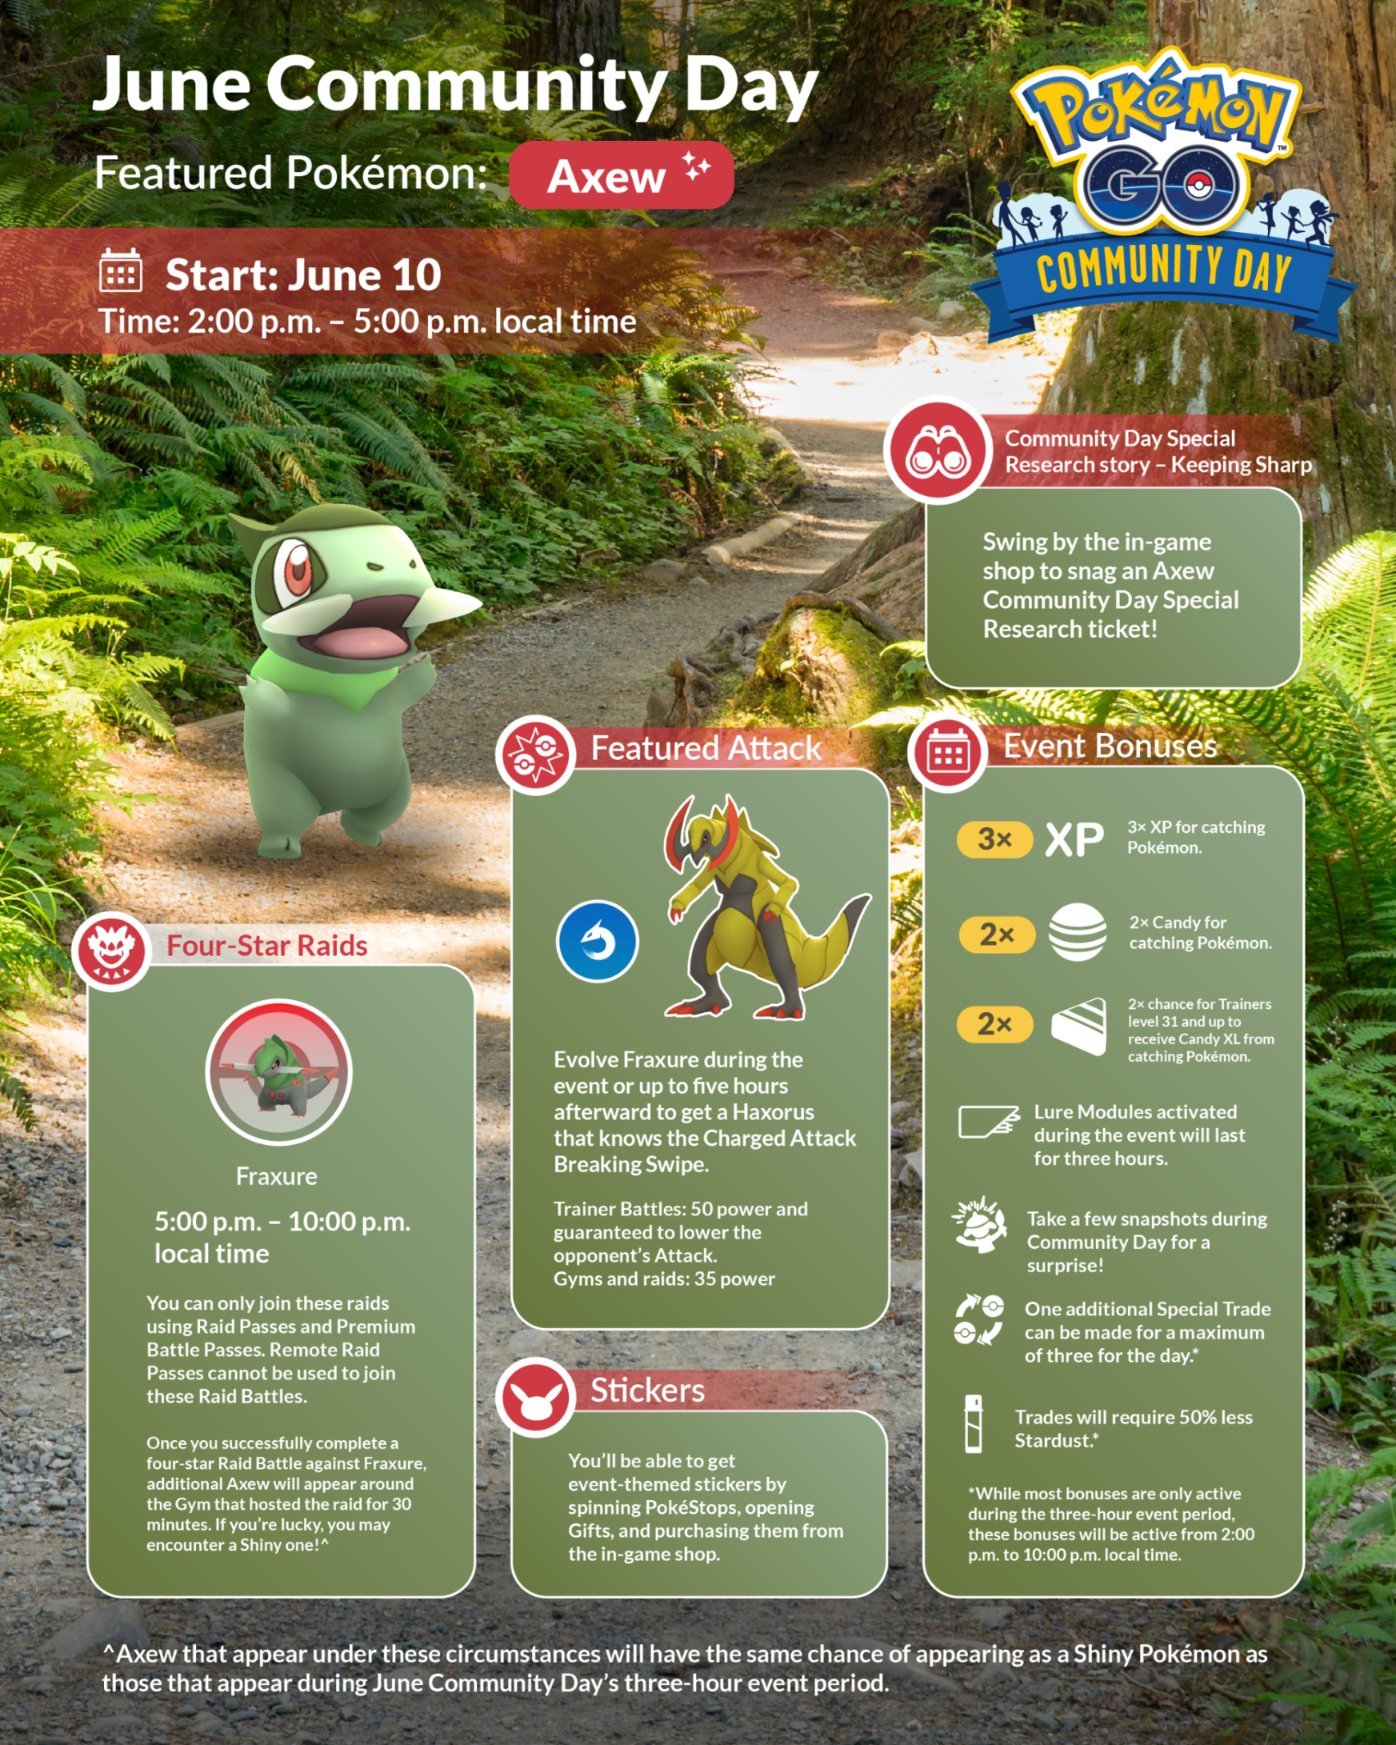 June Community Day
Featured Pokémon: Axew
Start: June 10
Time: 2:00 p.m. – 5:00 p.m. local time
POKéMON
™
GO
COMMUNITY DAY
Community Day Special
Research story – Keeping Sharp
Swing by the in-game
shop to snag an Axew
Community Day Special
Research ticket!
Four-Star Raids
Fraxure
5:00 p.m. – 10:00 p.m.
local time
You can only join these raids
using Raid Passes and Premium
Battle Passes. Remote Raid
Passes cannot be used to join
these Raid Battles.
Once you successfully complete a
four-star Raid Battle against Fraxure,
additional Axew will appear around
the Gym that hosted the raid for 30
minutes. If you’re lucky, you may
encounter a Shiny one!^
Featured Attack
Evolve Fraxure during the
event or up to five hours
afterward to get a Haxorus
that knows the Charged Attack
Breaking Swipe.
Trainer Battles: 50 power and
guaranteed to lower the
opponent’s Attack.
Gyms and raids: 35 power
Stickers
You’ll be able to get
event-themed stickers by
spinning PokéStops, opening
Gifts, and purchasing them from
the in-game shop.
Event Bonuses
3× XP
3× XP for catching
Pokémon.
2×
2× Candy for
catching Pokémon.
2×
2× chance for Trainers
level 31 and up to
receive Candy XL from
catching Pokémon.
Lure Modules activated
during the event will last
for three hours.
Take a few snapshots during
Community Day for a
surprise!
One additional Special Trade
can be made for a maximum
of three for the day.*
Trades will require 50% less
Stardust.*
*While most bonuses are only active
during the three-hour event period,
these bonuses will be active from 2:00
p.m. to 10:00 p.m. local time.
^Axew that appear under these circumstances will have the same chance of appearing as a Shiny Pokémon as
those that appear during June Community Day’s three-hour event period.